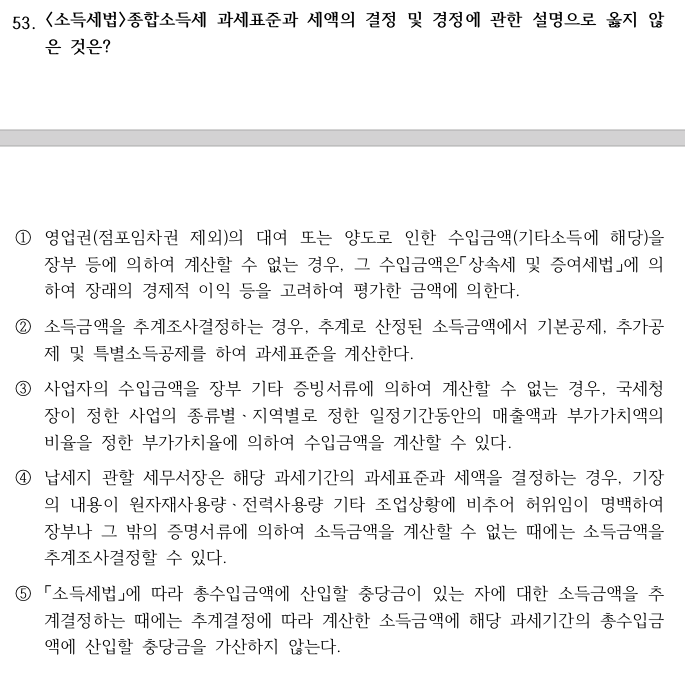 53. 〈소득세법〉종합소득세 과세표준과 세액의 결정 및 경정에 관한 설명으로 옳지 않
은 것은?
① 영업권(점포임차권 제외)의 대여 또는 양도로 인한 수입금액(기타소득에 해당)을
장부 등에 의하여 계산할 수 없는 경우, 그 수입금액은「상속세 및 증여세법」에 의
하여 장래의 경제적 이익 등을 고려하여 평가한 금액에 의한다.
② 소득금액을 추계조사결정하는 경우, 추계로 산정된 소득금액에서 기본공제, 추가공
제 및 특별소득공제를 하여 과세표준을 계산한다.
③ 사업자의 수입금액을 장부 기타 증빙서류에 의하여 계산할 수 없는 경우, 국세청
장이 정한 사업의 종류별ㆍ지역별로 정한 일정기간동안의 매출액과 부가가치액의
비율을 정한 부가가치율에 의하여 수입금액을 계산할 수 있다.
④ 납세지 관할 세무서장은 해당 과세기간의 과세표준과 세액을 결정하는 경우, 기장
의 내용이 원자재사용량ㆍ전력사용량 기타 조업상황에 비추어 허위임이 명백하여
장부나 그 밖의 증명서류에 의하여 소득금액을 계산할 수 없는 때에는 소득금액을
추계조사결정할 수 있다.
⑤ 「소득세법」에 따라 총수입금액에 산입할 충당금이 있는 자에 대한 소득금액을 추
계결정하는 때에는 추계결정에 따라 계산한 소득금액에 해당 과세기간의 총수입금
액에 산입할 충당금을 가산하지 않는다.